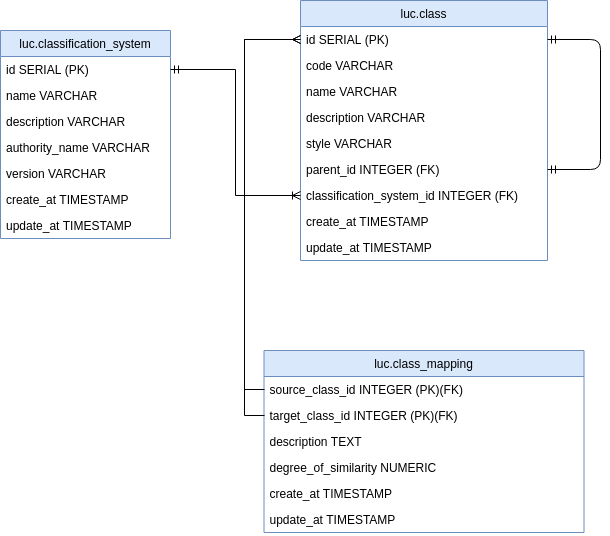 luc.classification_system
id SERIAL (PK)
name VARCHAR
description VARCHAR
authority_name VARCHAR
version VARCHAR
create_at TIMESTAMP
update_at TIMESTAMP
luc.class
id SERIAL (PK)
code VARCHAR
name VARCHAR
description VARCHAR
style VARCHAR
parent_id INTEGER (FK)
classification_system_id INTEGER (FK)
create_at TIMESTAMP
update_at TIMESTAMP
luc.class_mapping
source_class_id INTEGER (PK)(FK)
target_class_id INTEGER (PK)(FK)
description TEXT
degree_of_similarity NUMERIC
create_at TIMESTAMP
update_at TIMESTAMP